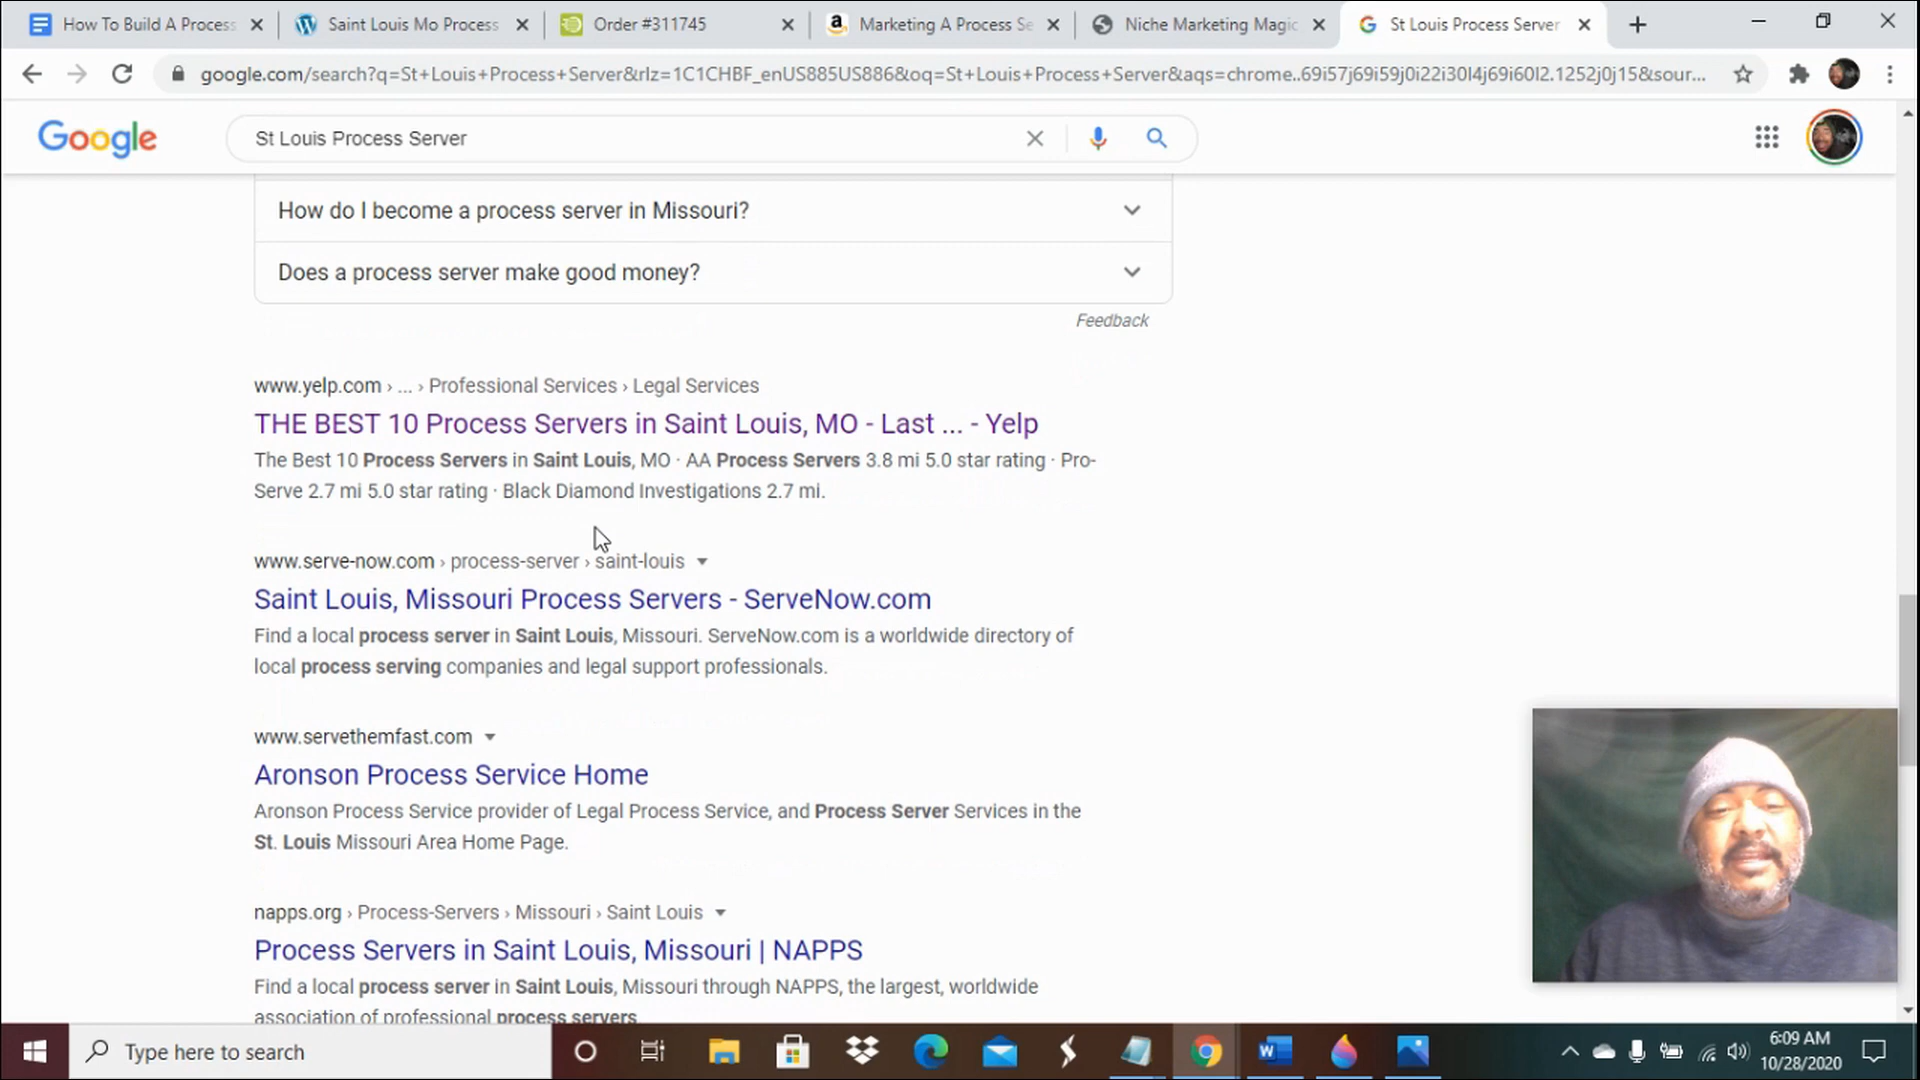 How To Build A Process
Saint Louis Mo Process
Order #311745
Marketing A Process Se
Niche Marketing Magic
St Louis Process Server
google.com/search?q=St+Louis+Process+Server&rlz=1C1CHBF_enUS885US886&oq=St+Louis+Process+Server&aqs=chrome..69i57j69i59j0i22i30l4j69i60l2.1252j0j15&sour...
Google
St Louis Process Server
How do I become a process server in Missouri?
Does a process server make good money?
Feedback
www.yelp.com › ... › Professional Services › Legal Services
THE BEST 10 Process Servers in Saint Louis, MO - Last ... - Yelp
The Best 10 Process Servers in Saint Louis, MO · AA Process Servers 3.8 mi 5.0 star rating · Pro-
Serve 2.7 mi 5.0 star rating · Black Diamond Investigations 2.7 mi.
www.serve-now.com › process-server › saint-louis
Saint Louis, Missouri Process Servers - ServeNow.com
Find a local process server in Saint Louis, Missouri. ServeNow.com is a worldwide directory of
local process serving companies and legal support professionals.
www.servethemfast.com
Aronson Process Service Home
Aronson Process Service provider of Legal Process Service, and Process Server Services in the
St. Louis Missouri Area Home Page.
napps.org › Process-Servers › Missouri › Saint Louis
Process Servers in Saint Louis, Missouri | NAPPS
Find a local process server in Saint Louis, Missouri through NAPPS, the largest, worldwide
association of professional process servers.
Type here to search
6:09 AM
10/28/2020